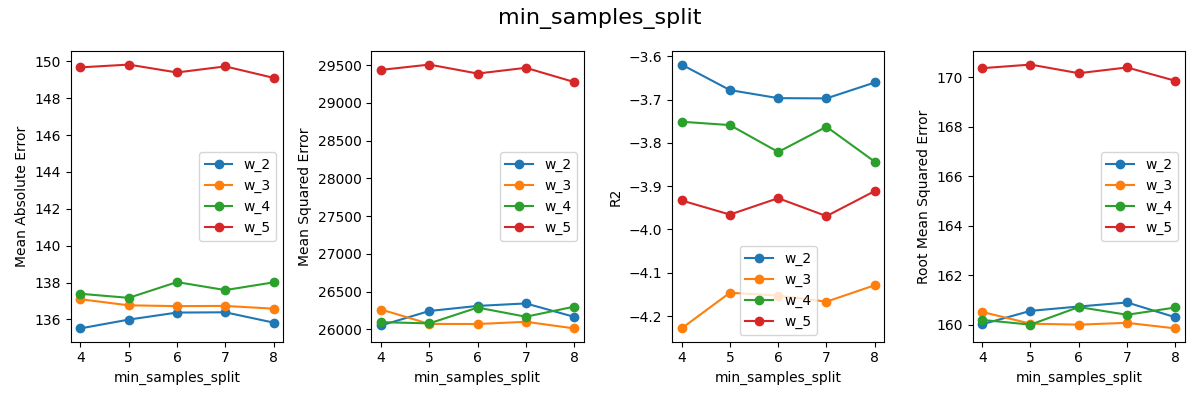 min_samples_split
Mean Absolute Error
150
148
146
144
142
140
138
136
4 5 6 7 8
min_samples_split
w_2
w_3
w_4
w_5
Mean Squared Error
29500
29000
28500
28000
27500
27000
26500
26000
4 5 6 7 8
min_samples_split
w_2
w_3
w_4
w_5
R2
−3.6
−3.7
−3.8
−3.9
−4.0
−4.1
−4.2
4 5 6 7 8
min_samples_split
w_2
w_3
w_4
w_5
Root Mean Squared Error
170
168
166
164
162
160
4 5 6 7 8
min_samples_split
w_2
w_3
w_4
w_5